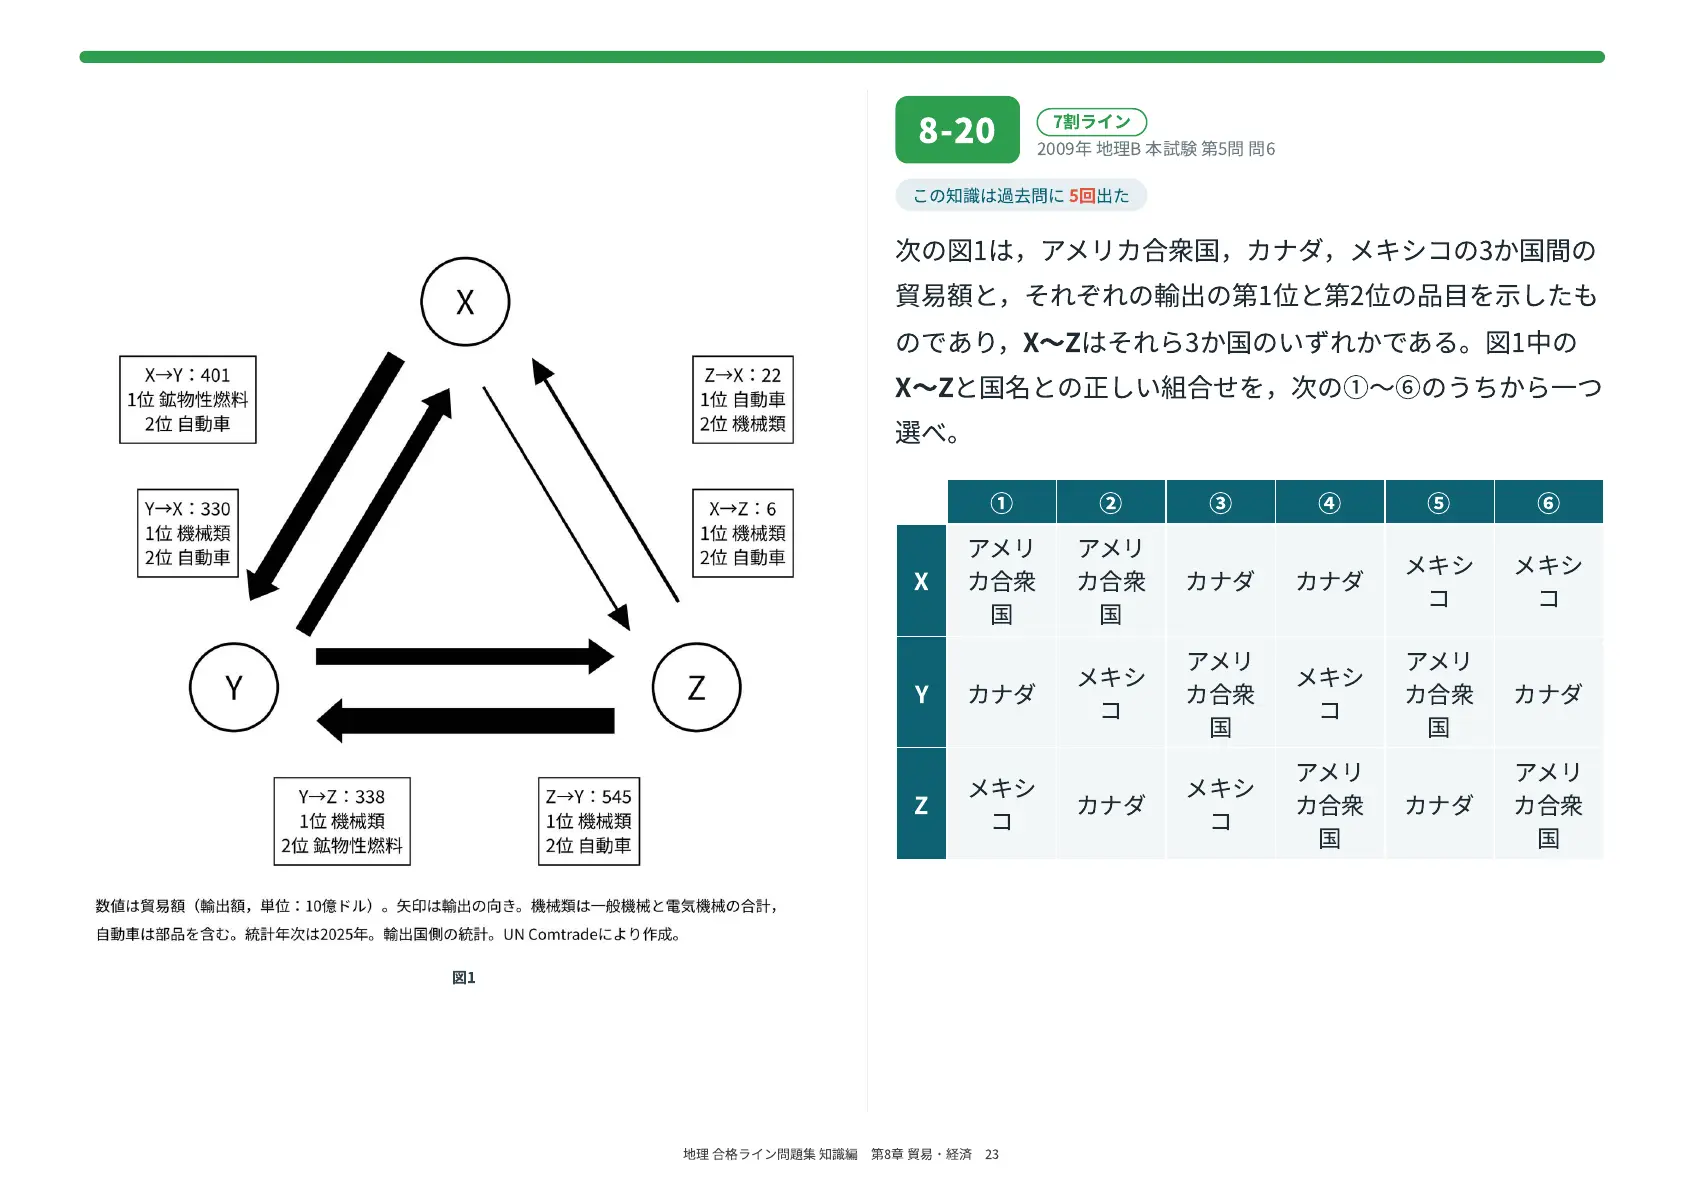 X
X→Y：401
1位 鉱物性燃料
2位 自動車
Z→X：22
1位 自動車
2位 機械類
Y→X：330
1位 機械類
2位 自動車
X→Z：6
1位 機械類
2位 自動車
Y
Z
Y→Z：338
1位 機械類
2位 鉱物性燃料
Z→Y：545
1位 機械類
2位 自動車
数値は貿易額（輸出額，単位：10億ドル）。矢印は輸出の向き。機械類は一般機械と電気機械の合計，
自動車は部品を含む。統計年次は2025年。輸出国側の統計。UN Comtradeにより作成。
図1
8-20
7割ライン
2009年 地理B 本試験 第5問 問6
この知識は過去問に 5回出た
次の図1は，アメリカ合衆国，カナダ，メキシコの3か国間の
貿易額と，それぞれの輸出の第1位と第2位の品目を示したも
のであり，X〜Zはそれら3か国のいずれかである。図1中の
X〜Zと国名との正しい組合せを，次の①〜⑥のうちから一つ
選べ。
① ② ③ ④ ⑤ ⑥
X アメリカ合衆国 アメリカ合衆国 カナダ カナダ メキシコ メキシコ
Y カナダ メキシコ アメリカ合衆国 メキシコ アメリカ合衆国 カナダ
Z メキシコ カナダ メキシコ アメリカ合衆国 カナダ アメリカ合衆国
地理 合格ライン問題集 知識編 第8章 貿易・経済 23